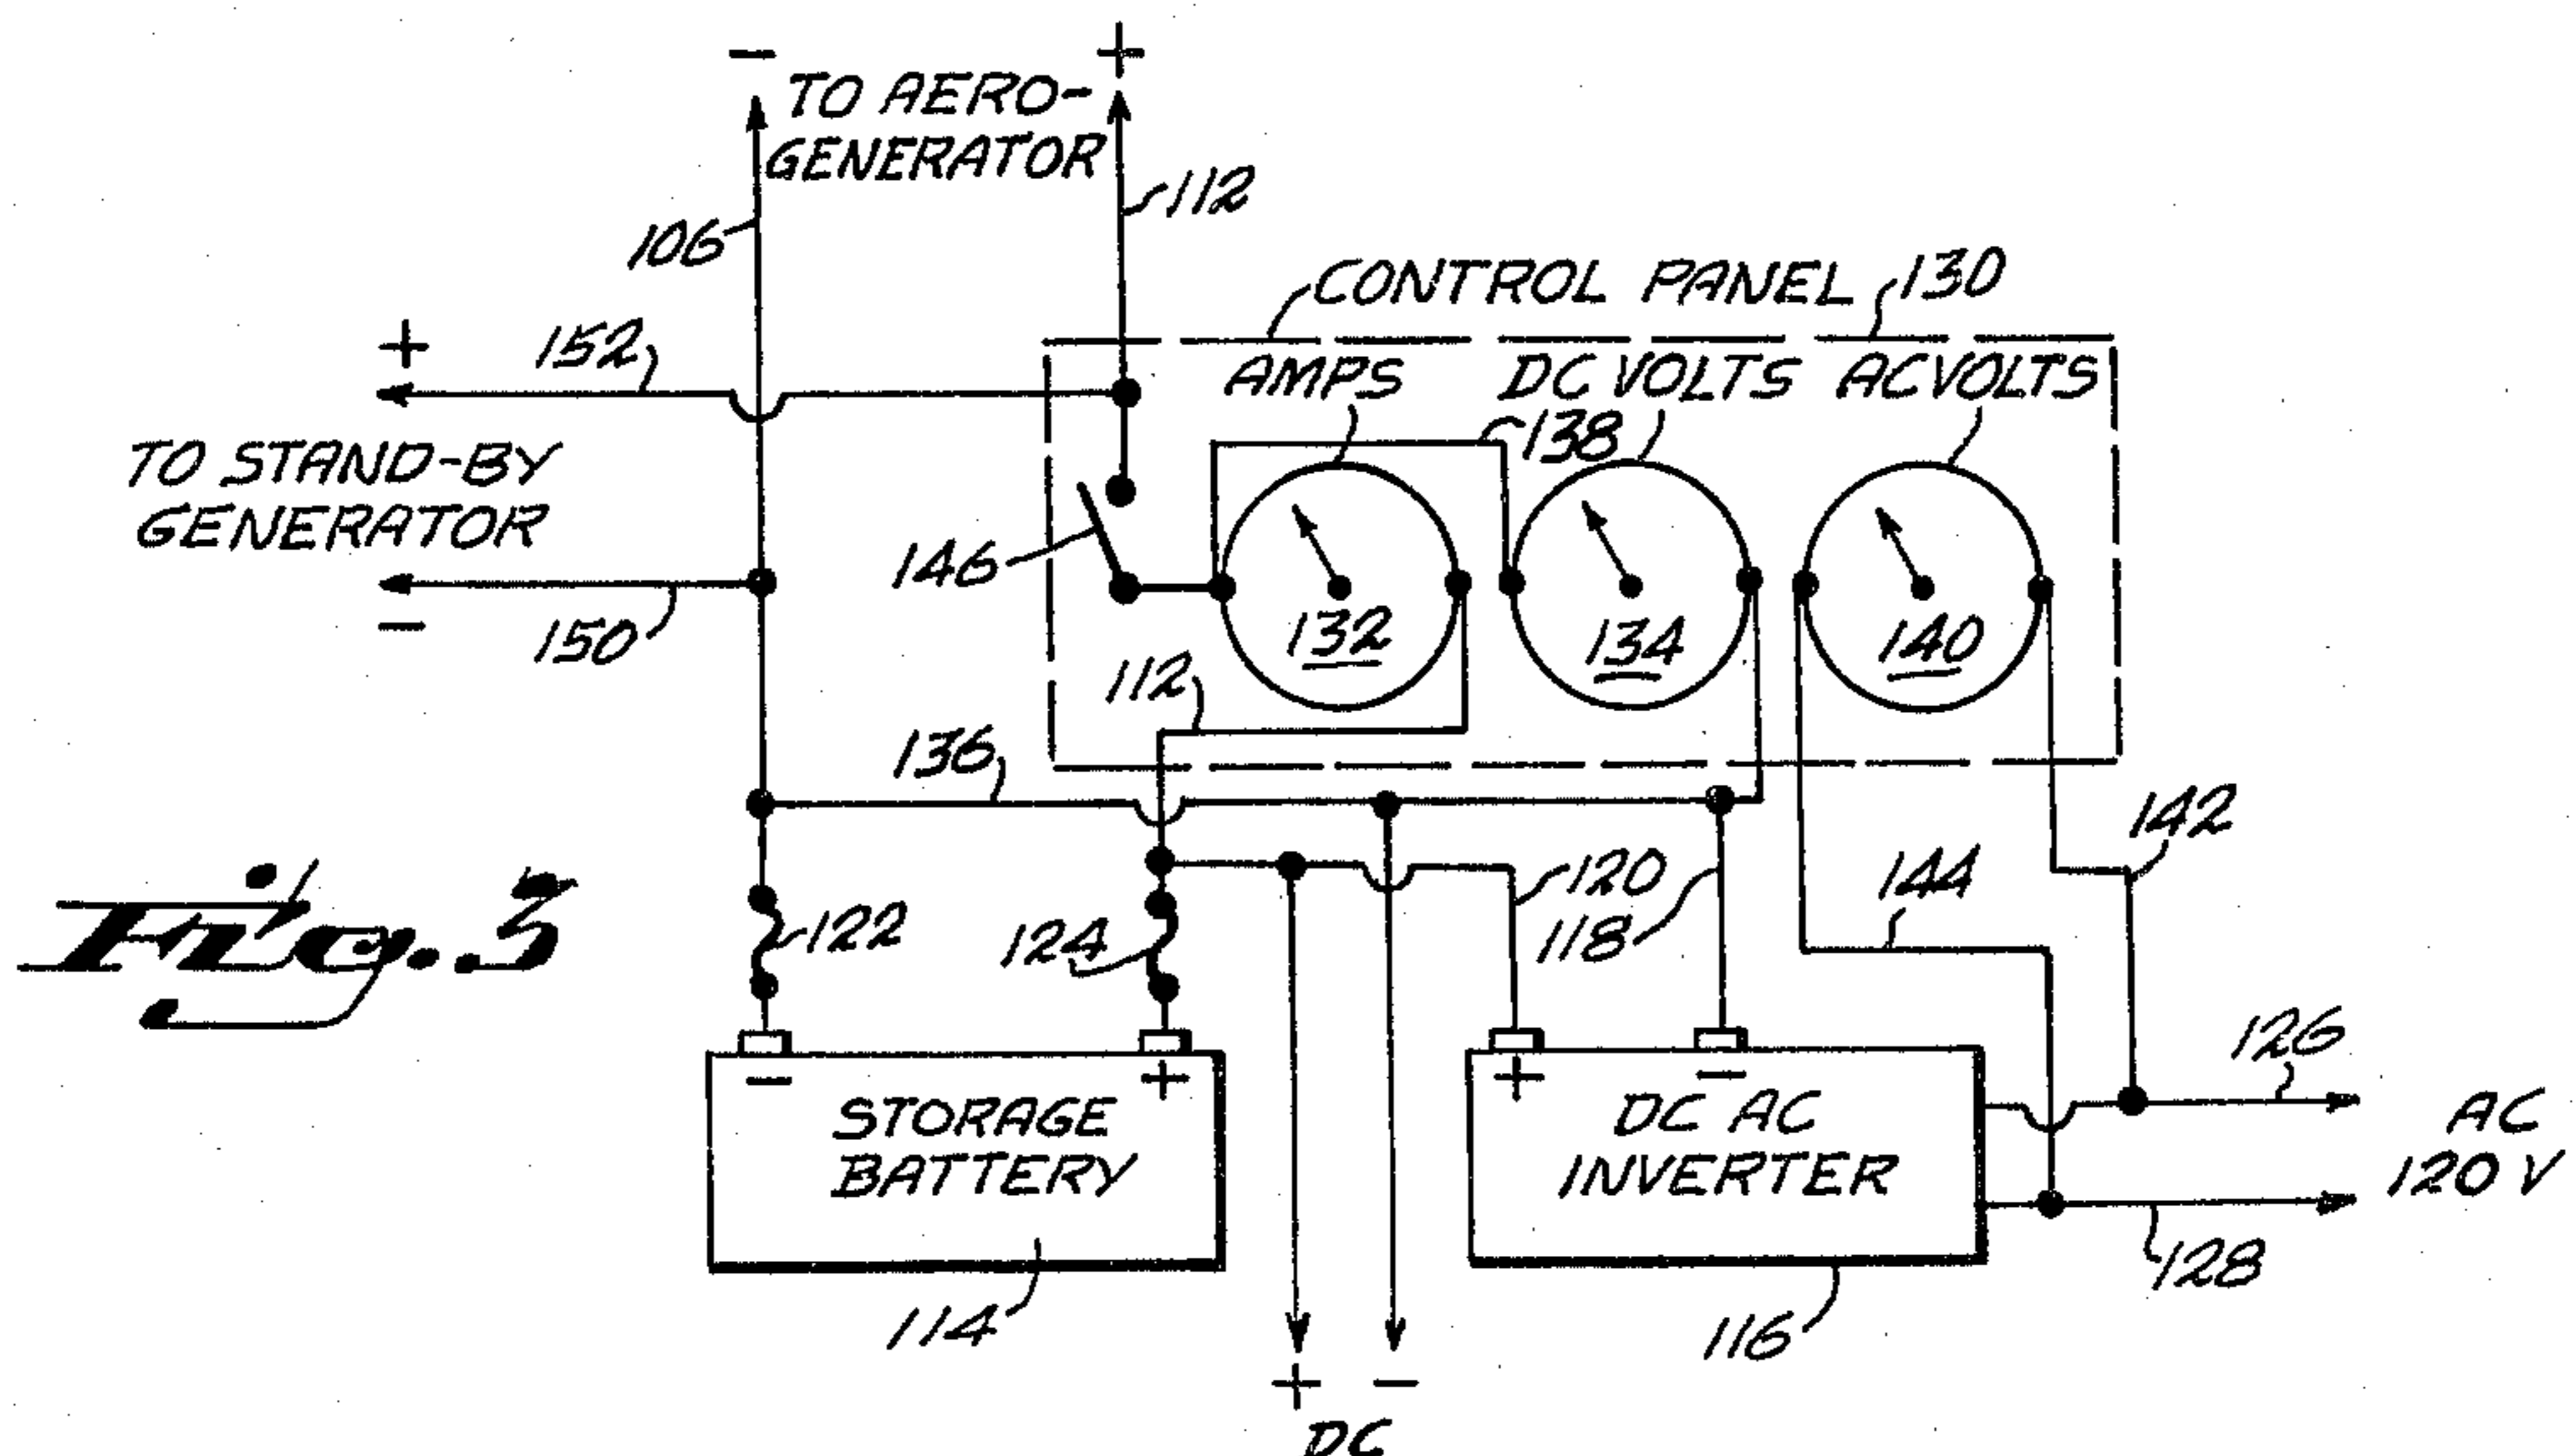 − +
TO AERO-
GENERATOR
112
106
CONTROL PANEL 130
+ 152
AMPS DC VOLTS AC VOLTS
138
TO STAND-BY
GENERATOR
146
− 150
132 134 140
112
136
142
120
118
144
122
124
Fig. 3
126
− +
STORAGE
BATTERY
+ −
DC AC
INVERTER
AC
120 V
128
114
116
+ −
DC